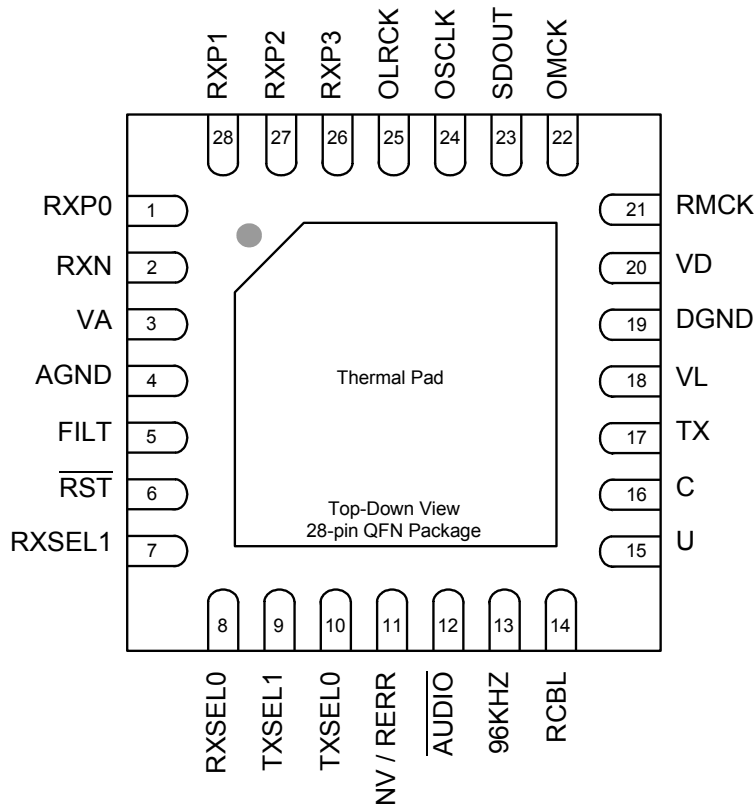 RXP1
RXP2
RXP3
OLRCK
OSCLK
SDOUT
OMCK
28
27
26
25
24
23
22
RXP0
1
21
RMCK
RXN
2
20
VD
VA
3
19
DGND
AGND
4
Thermal Pad
18
VL
FILT
5
17
TX
RST
6
16
C
Top-Down View
28-pin QFN Package
RXSEL1
7
15
U
8
9
10
11
12
13
14
RXSEL0
TXSEL1
TXSEL0
NV / RERR
AUDIO
96KHZ
RCBL